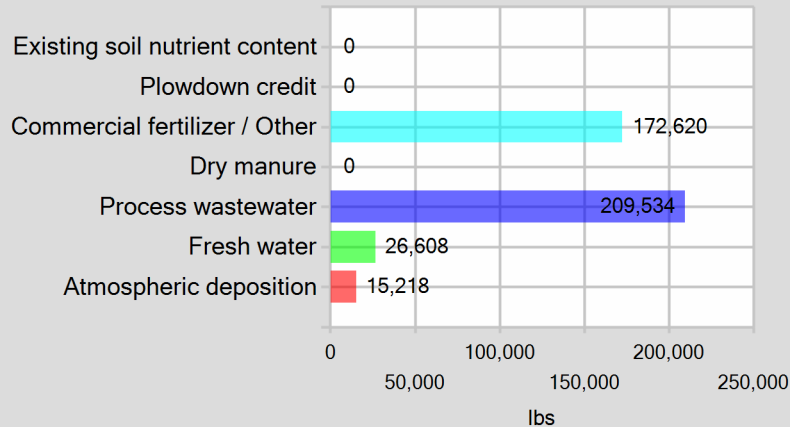 Existing soil nutrient content 0
Plowdown credit 0
Commercial fertilizer / Other 172,620
Dry manure 0
Process wastewater 209,534
Fresh water 26,608
Atmospheric deposition 15,218
0 100,000 200,000
50,000 150,000 250,000
lbs